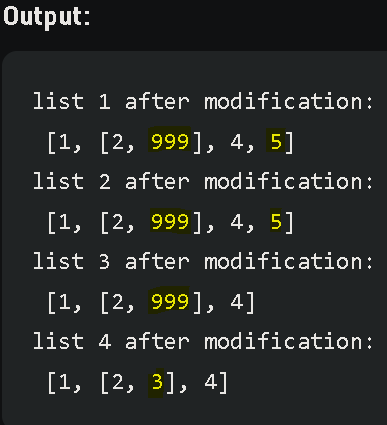 Output:
list 1 after modification:
[1, [2, 999], 4, 5]
list 2 after modification:
[1, [2, 999], 4, 5]
list 3 after modification:
[1, [2, 999], 4]
list 4 after modification:
[1, [2, 3], 4]